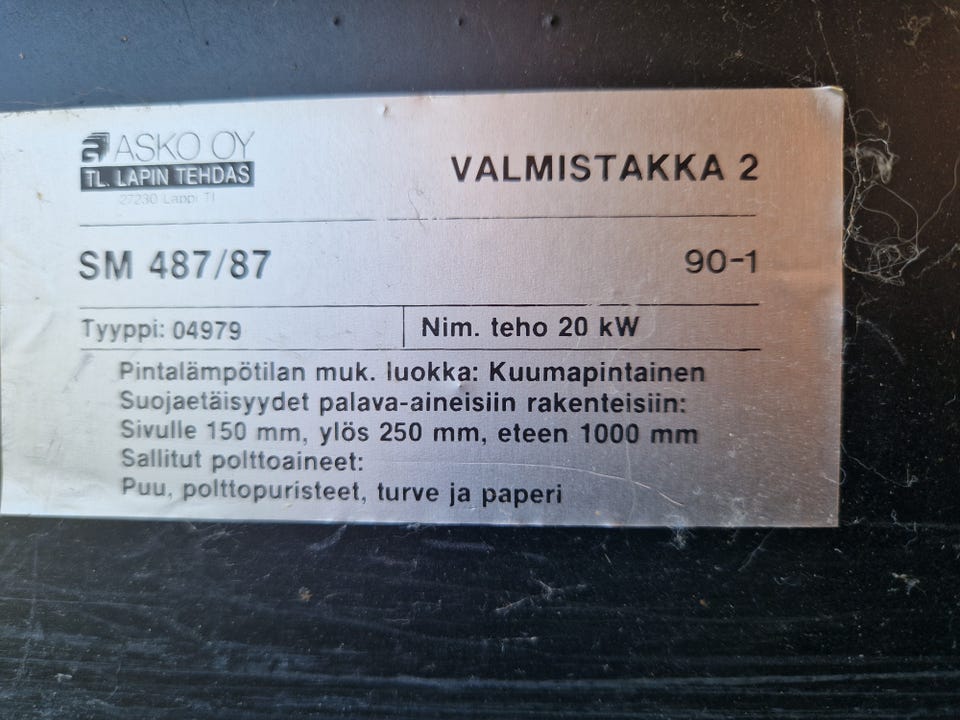 ASKO OY
TL. LAPIN TEHDAS
27230 Lappi Tl
VALMISTAKKA 2
SM 487/87
90-1
Tyyppi: 04979
Nim. teho 20 kW
Pintalämpötilan muk. luokka: Kuumapintainen
Suojaetäisyydet palava-aineisiin rakenteisiin:
Sivulle 150 mm, ylös 250 mm, eteen 1000 mm
Sallitut polttoaineet:
Puu, polttopuristeet, turve ja paperi